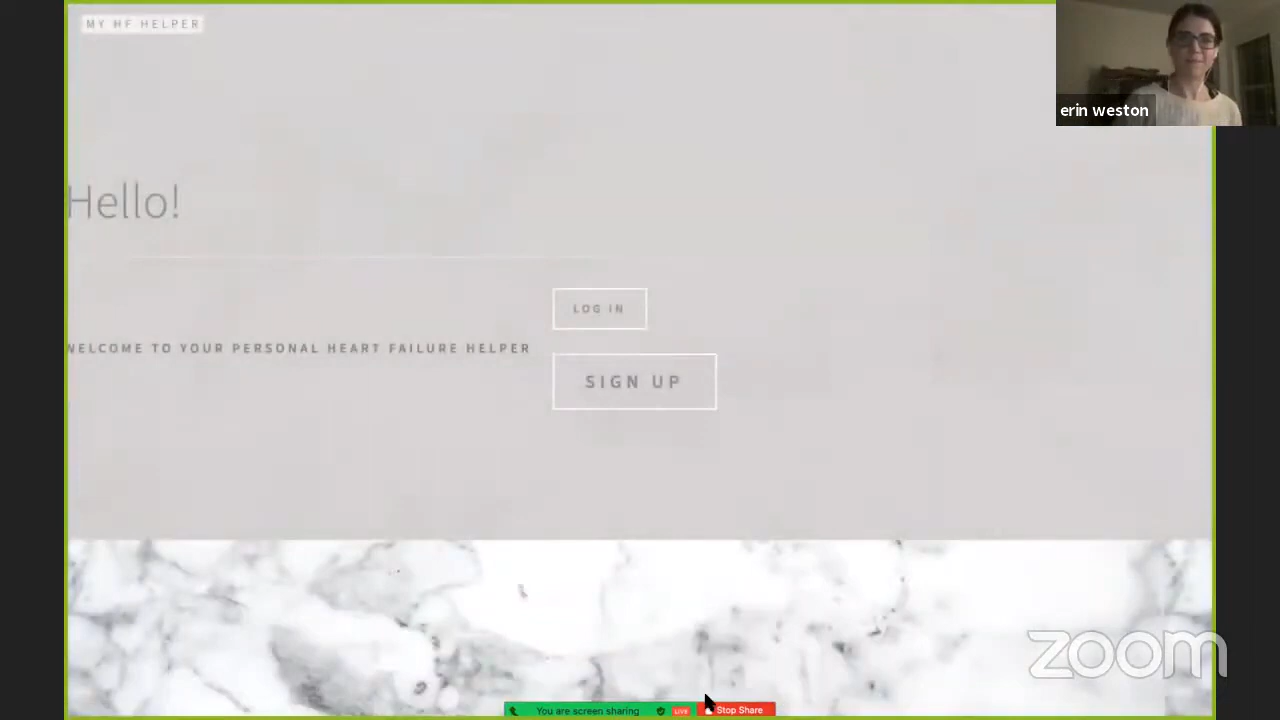 MY HF HELPER
erin weston
Hello!
LOG IN
WELCOME TO YOUR PERSONAL HEART FAILURE HELPER
SIGN UP
zoom
You are screen sharing
LIVE
Stop Share